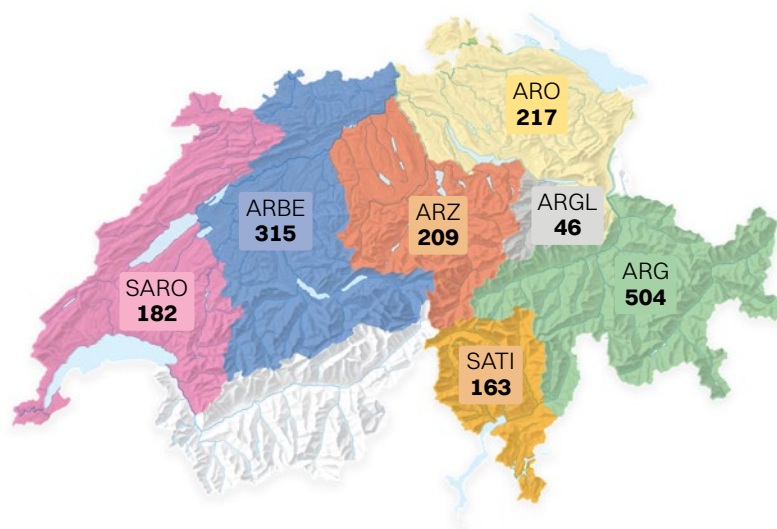 ARO
217
ARBE
315
ARZ
209
ARGL
46
ARG
504
SARO
182
SATI
163